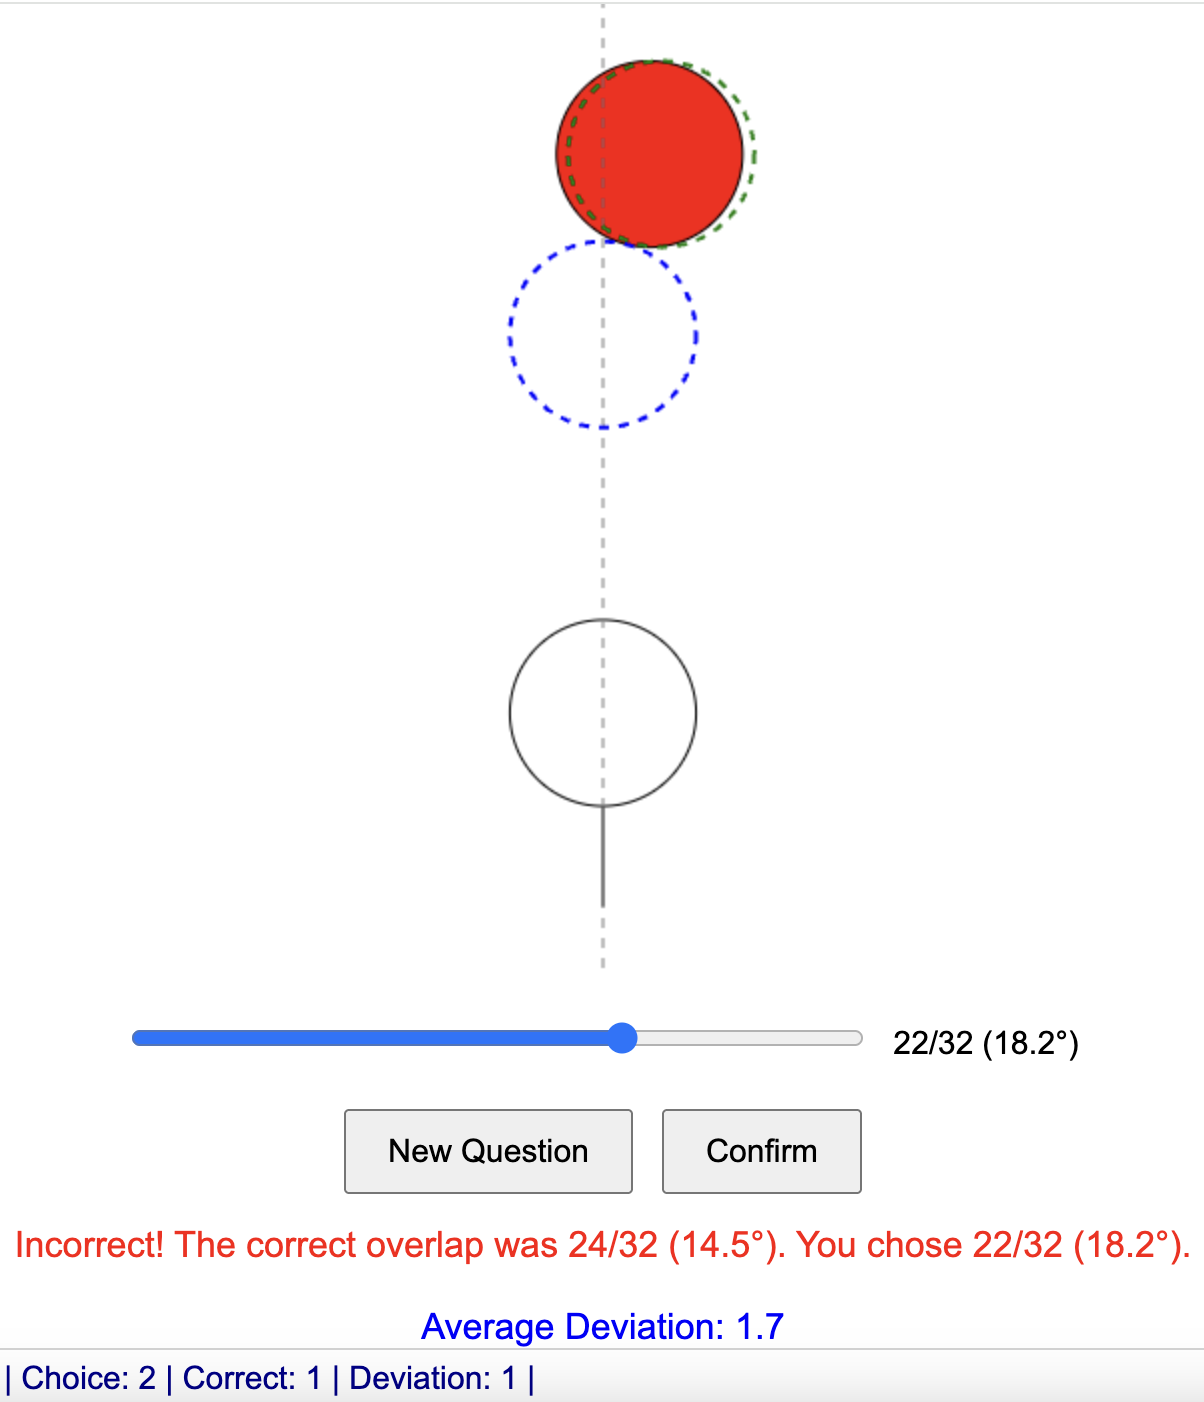 22/32 (18.2°)
New Question Confirm
Incorrect! The correct overlap was 24/32 (14.5°). You chose 22/32 (18.2°).
Average Deviation: 1.7
| Choice: 2 | Correct: 1 | Deviation: 1 |